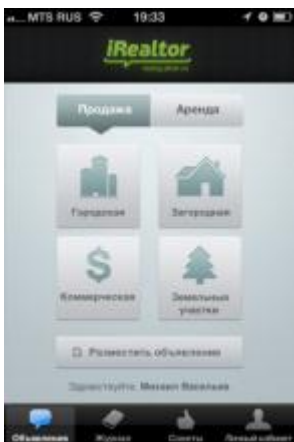 MTS RUS 19:33
iRealtor
Продажа Аренда
Городская Загородная
Коммерческая Земельные участки
Разместить объявление
Здравствуйте, Михаил Васильев
Объявления Журнал Советы Личный кабинет